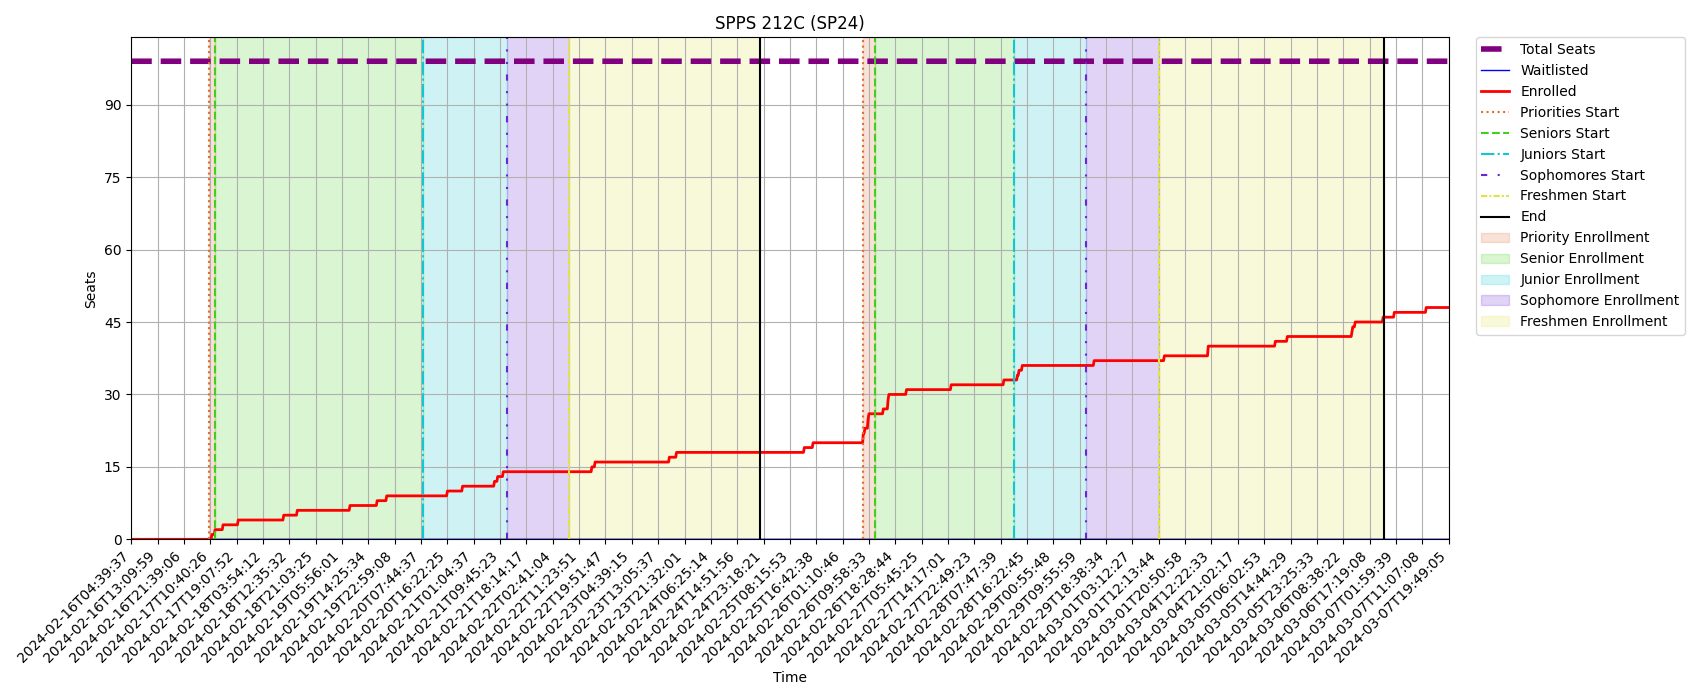 SPPS 212C (SP24)
Seats
90
75
60
45
30
15
0
2024-02-16T04:39:37
2024-02-16T13:09:59
2024-02-16T21:39:06
2024-02-17T10:40:26
2024-02-17T19:07:52
2024-02-18T03:54:12
2024-02-18T12:35:32
2024-02-18T21:03:25
2024-02-19T05:56:01
2024-02-19T14:25:34
2024-02-19T22:59:08
2024-02-20T07:44:37
2024-02-20T16:22:25
2024-02-21T01:04:37
2024-02-21T09:45:23
2024-02-21T18:14:17
2024-02-22T02:41:04
2024-02-22T11:23:51
2024-02-22T19:51:47
2024-02-23T04:39:15
2024-02-23T13:05:37
2024-02-23T21:32:01
2024-02-24T06:25:14
2024-02-24T14:51:56
2024-02-24T23:18:21
2024-02-25T08:15:53
2024-02-25T16:42:38
2024-02-26T01:10:46
2024-02-26T09:58:33
2024-02-26T18:28:44
2024-02-27T05:45:25
2024-02-27T14:17:01
2024-02-27T22:49:23
2024-02-28T07:47:39
2024-02-28T16:22:45
2024-02-29T00:55:48
2024-02-29T09:55:59
2024-02-29T18:38:34
2024-03-01T03:12:27
2024-03-01T12:13:44
2024-03-01T20:50:58
2024-03-04T12:22:33
2024-03-04T21:02:17
2024-03-05T06:02:53
2024-03-05T14:44:29
2024-03-05T23:25:33
2024-03-06T08:38:22
2024-03-06T17:19:08
2024-03-07T01:59:39
2024-03-07T11:07:08
2024-03-07T19:49:05
Time
Total Seats
Waitlisted
Enrolled
Priorities Start
Seniors Start
Juniors Start
Sophomores Start
Freshmen Start
End
Priority Enrollment
Senior Enrollment
Junior Enrollment
Sophomore Enrollment
Freshmen Enrollment